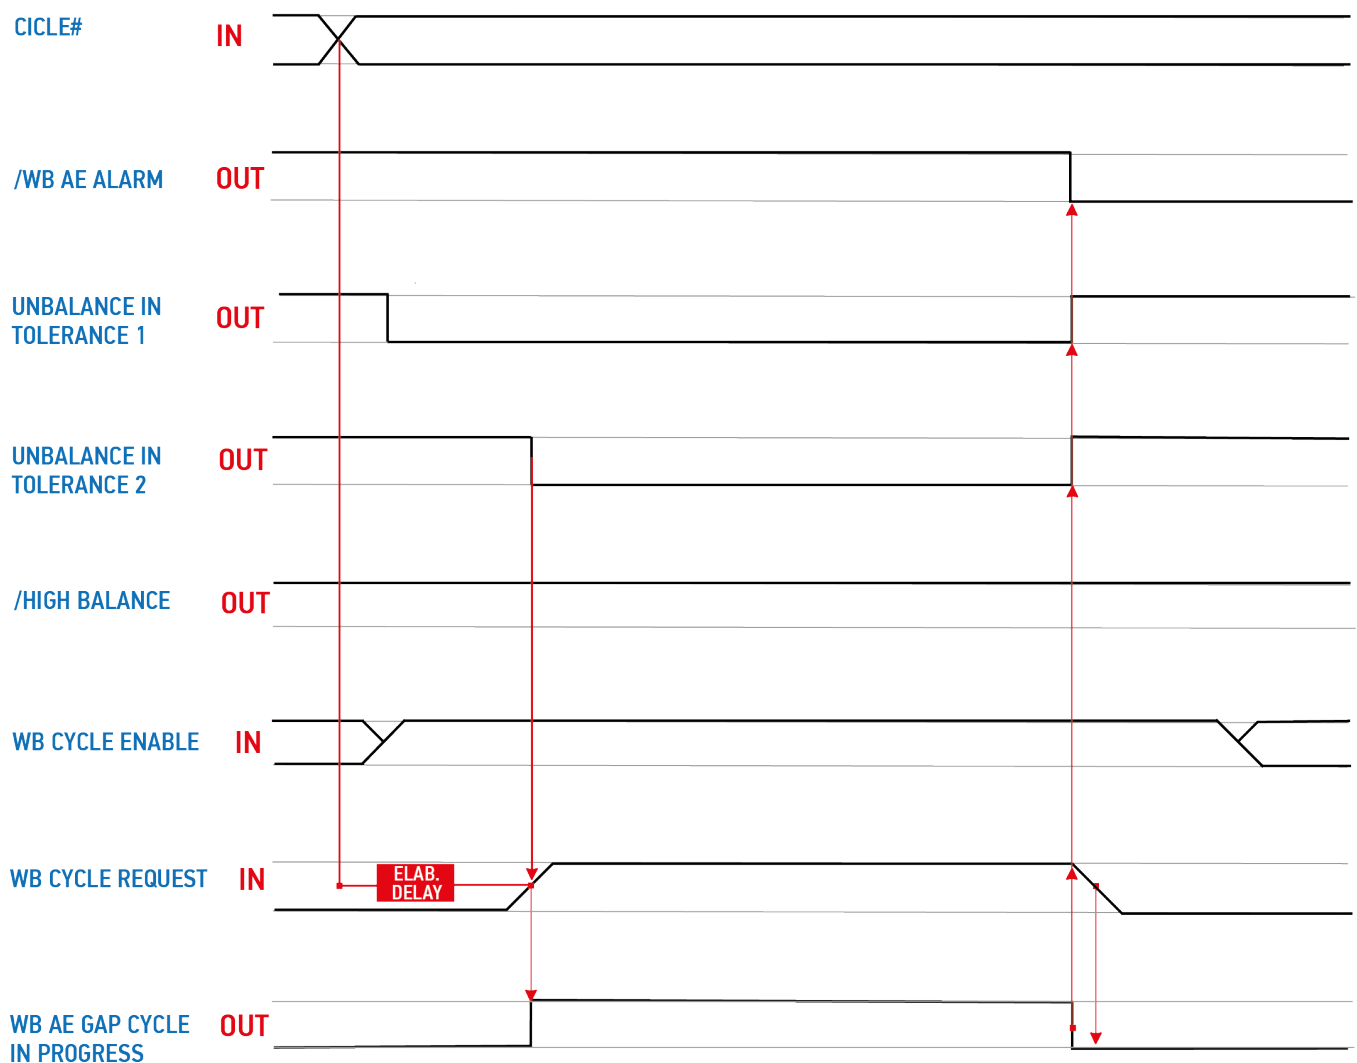 CICLE#
IN
/WB AE ALARM
OUT
UNBALANCE IN
TOLERANCE 1
OUT
UNBALANCE IN
TOLERANCE 2
OUT
/HIGH BALANCE
OUT
WB CYCLE ENABLE
IN
WB CYCLE REQUEST
IN
ELAB.
DELAY
WB AE GAP CYCLE
IN PROGRESS
OUT